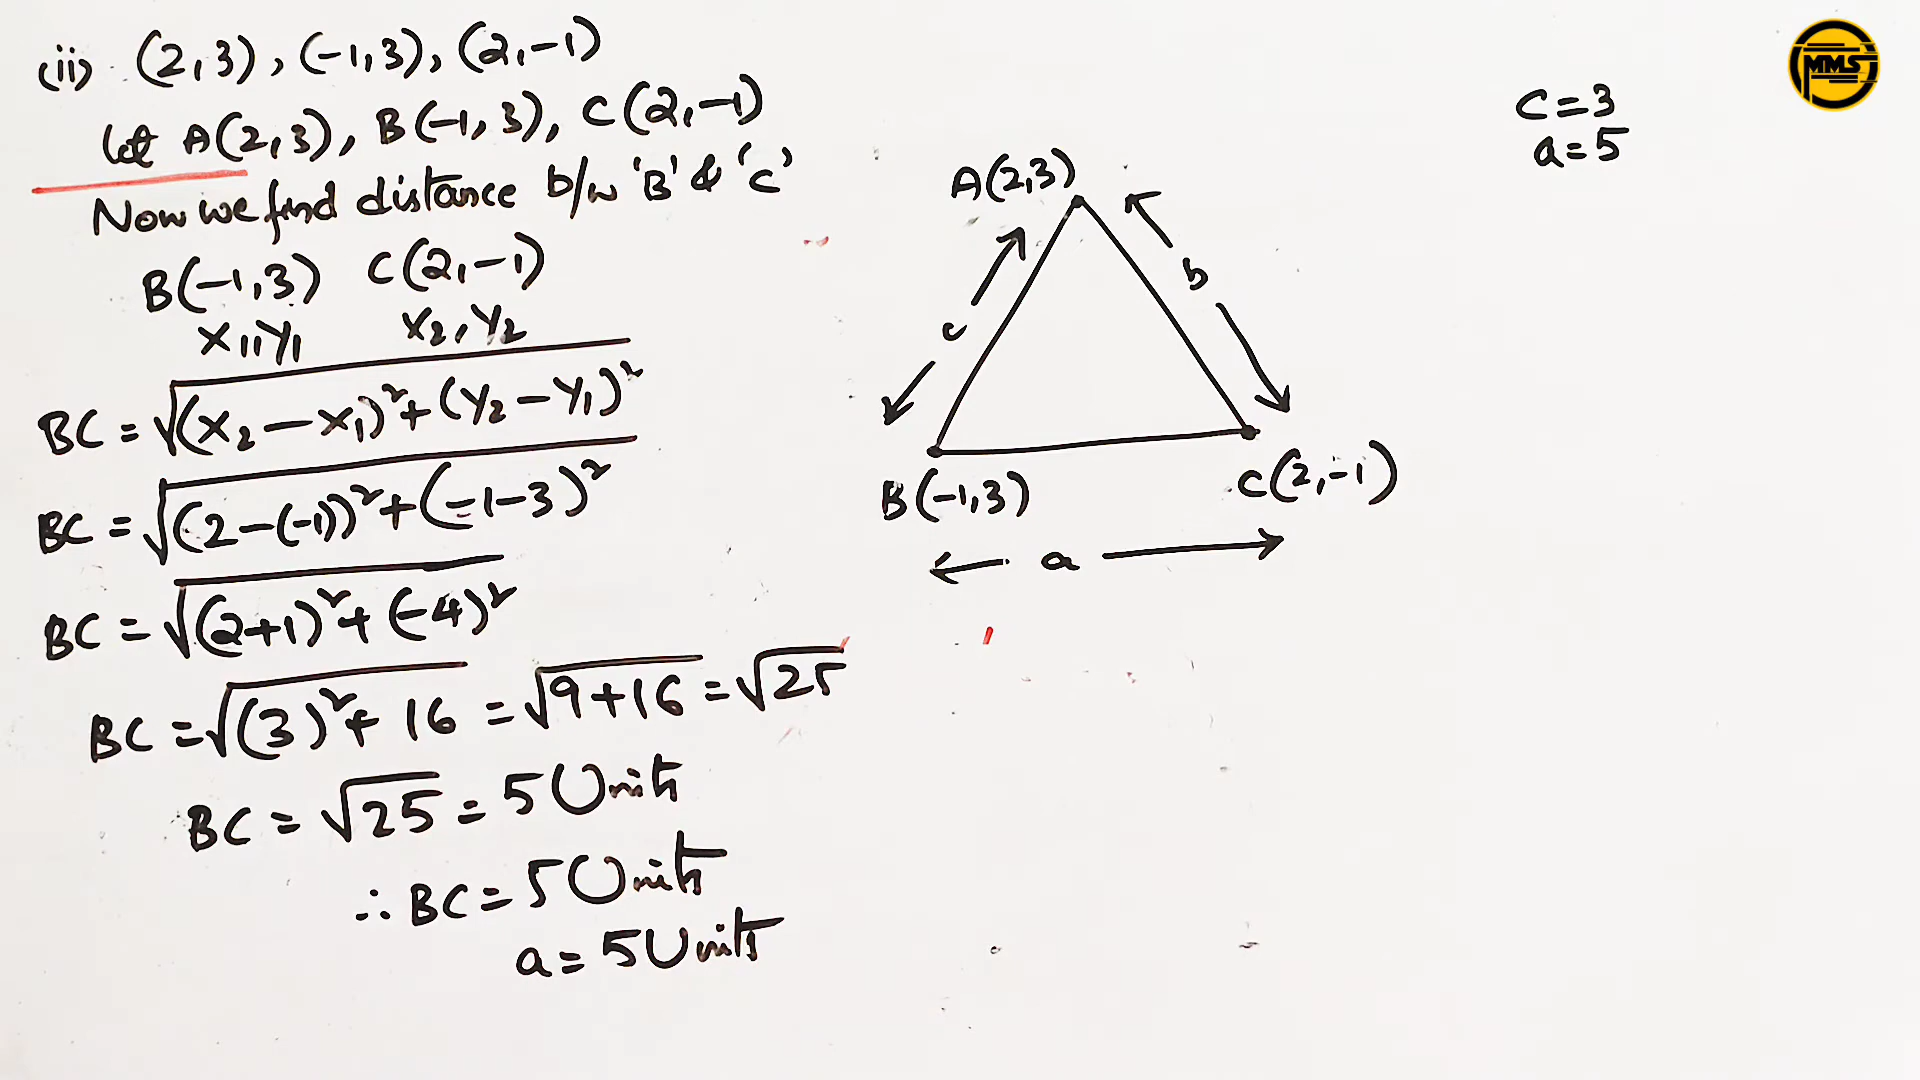 (ii) (2,3), (-1,3), (2,-1)
let A(2,3), B(-1,3), C(2,-1)
Now we find distance b/w 'B' & 'C'
B(-1,3) C(2,-1)
x₁,y₁ x₂,y₂
BC = √((x₂-x₁)²+(y₂-y₁)²)
BC = √((2-(-1))²+(-1-3)²)
BC = √((2+1)²+(-4)²)
BC = √((3)²+16) = √(9+16) = √25
BC = √25 = 5 Units
∴ BC = 5 Units
a = 5 Units
A(2,3)
c
b
B(-1,3)
C(2,-1)
a
C=3
a=5
MMS